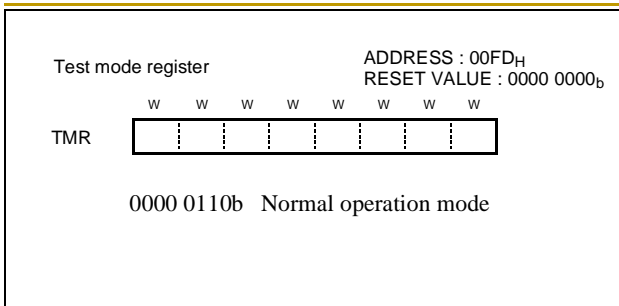 Test mode register
ADDRESS : 00FDH
RESET VALUE : 0000 0000b
W W W W W W W W
TMR
0000 0110b Normal operation mode